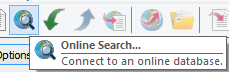 Online Search...
Options
Connect to an online database.